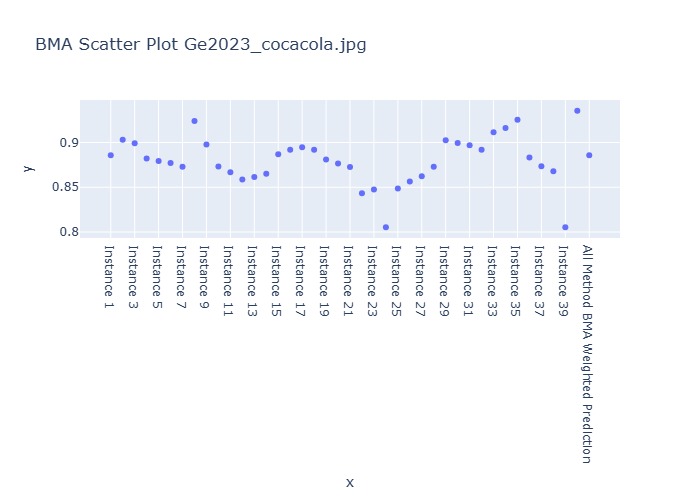 BMA Scatter Plot Ge2023_cocacola.jpg
y
0.9
0.85
0.8
Instance 1
Instance 3
Instance 5
Instance 7
Instance 9
Instance 11
Instance 13
Instance 15
Instance 17
Instance 19
Instance 21
Instance 23
Instance 25
Instance 27
Instance 29
Instance 31
Instance 33
Instance 35
Instance 37
Instance 39
All Method BMA Weighted Prediction
x